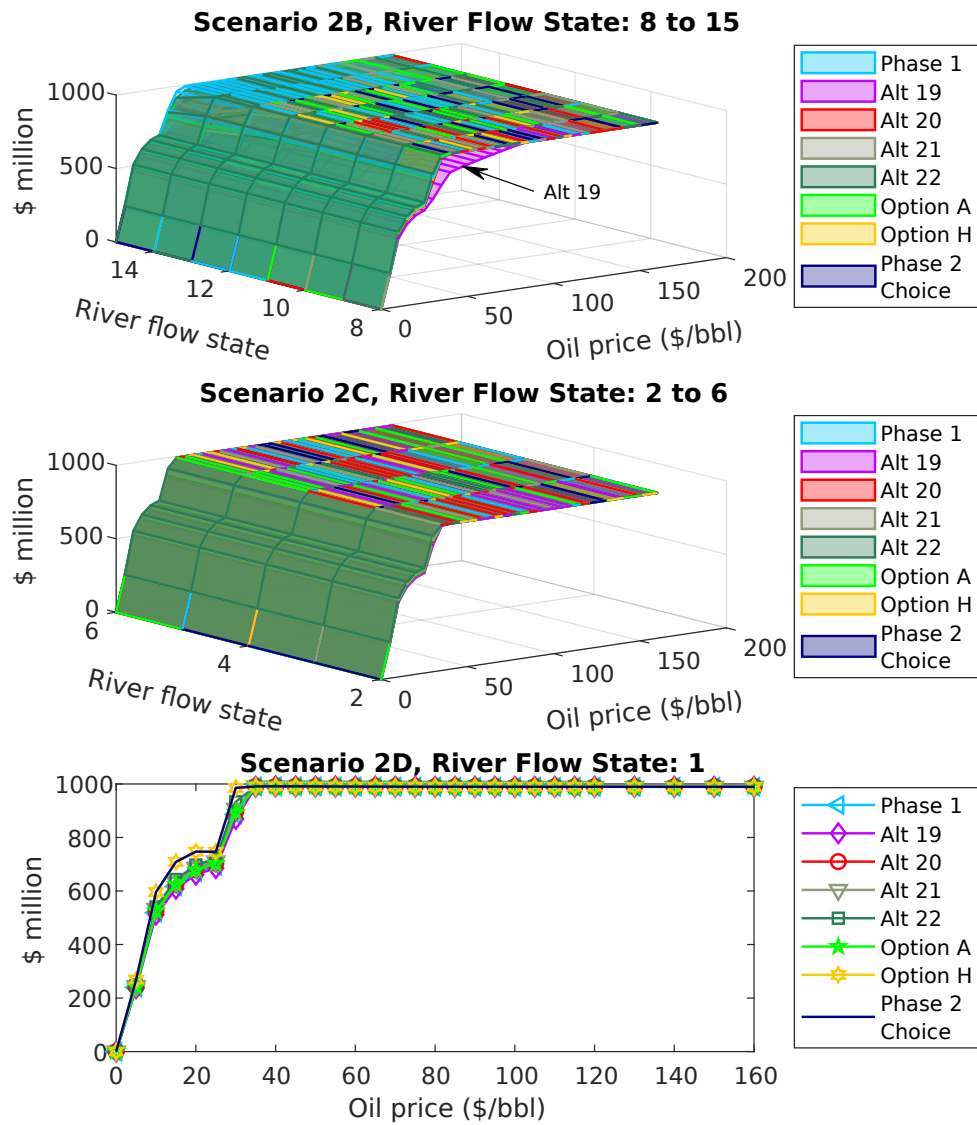 Scenario 2B, River Flow State: 8 to 15
1000
500
0
$ million
14
12
10
8
River flow state
0
50
100
150
200
Oil price ($/bbl)
Alt 19
Phase 1
Alt 19
Alt 20
Alt 21
Alt 22
Option A
Option H
Phase 2
Choice
Scenario 2C, River Flow State: 2 to 6
1000
500
0
$ million
6
4
2
River flow state
0
50
100
150
200
Oil price ($/bbl)
Phase 1
Alt 19
Alt 20
Alt 21
Alt 22
Option A
Option H
Phase 2
Choice
Scenario 2D, River Flow State: 1
1000
800
600
400
200
0
$ million
0 20 40 60 80 100 120 140 160
Oil price ($/bbl)
Phase 1
Alt 19
Alt 20
Alt 21
Alt 22
Option A
Option H
Phase 2
Choice